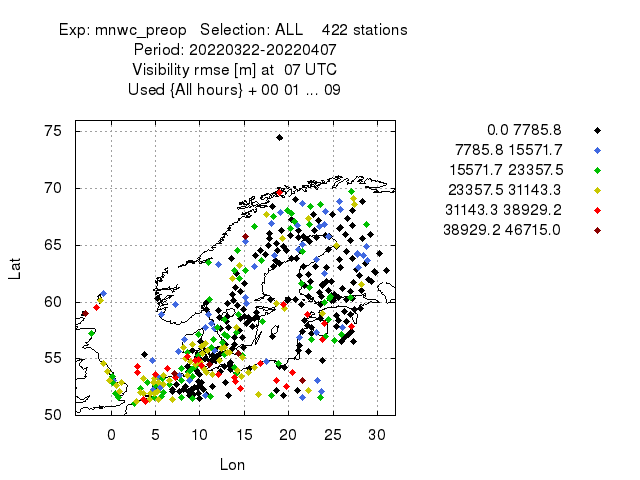 Exp: mnwc_preop   Selection: ALL    422 stations
Period: 20220322-20220407
Visibility rmse [m] at  07 UTC
Used {All hours} + 00 01 ... 09
0.0 7785.8
7785.8 15571.7
15571.7 23357.5
23357.5 31143.3
31143.3 38929.2
38929.2 46715.0
75
70
65
60
55
50
Lat
0 5 10 15 20 25 30
Lon